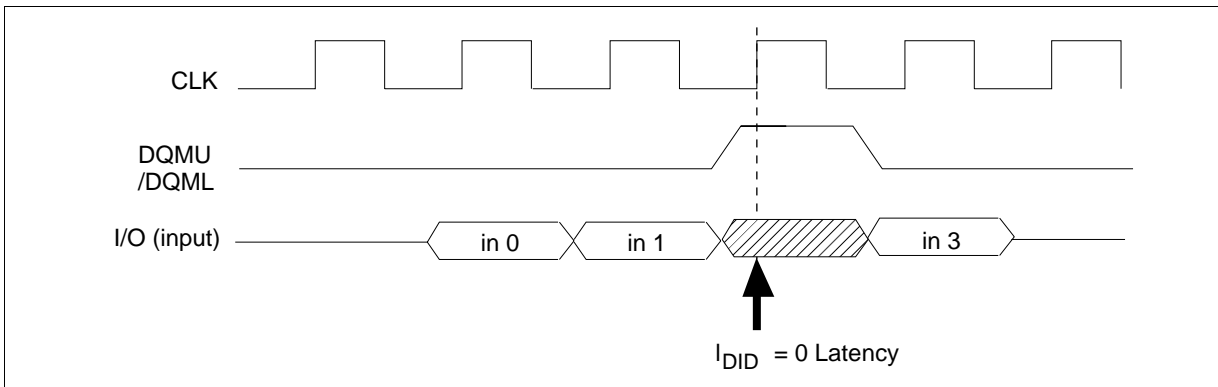 CLK
DQMU
/DQML
I/O (input)
in 0
in 1
in 3
IDID = 0 Latency